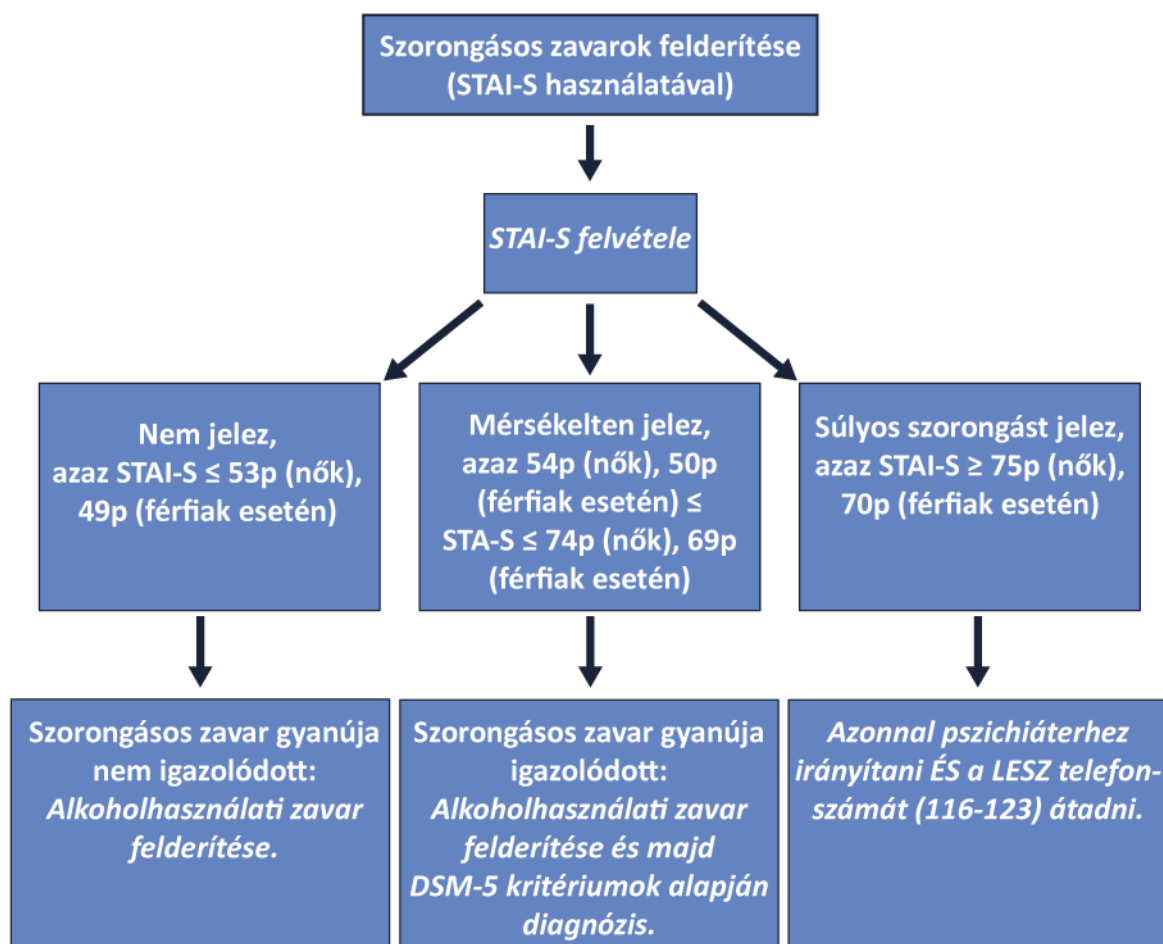 Szorongásos zavarok felderítése
(STAI-S használatával)
STAI-S felvétele
Nem jelez,
azaz STAI-S ≤ 53p (nők),
49p (férfiak esetén)
Mérsékelten jelez,
azaz 54p (nők), 50p
(férfiak esetén) ≤
STA-S ≤ 74p (nők), 69p
(férfiak esetén)
Súlyos szorongást jelez,
azaz STAI-S ≥ 75p (nők),
70p (férfiak esetén)
Szorongásos zavar gyanúja
nem igazolódott:
Alkoholhasználati zavar
felderítése.
Szorongásos zavar gyanúja
igazolódott:
Alkoholhasználati zavar
felderítése és majd
DSM-5 kritériumok alapján
diagnózis.
Azonnal pszichiáterhez
irányítani ÉS a LESZ telefon-
számát (116-123) átadni.